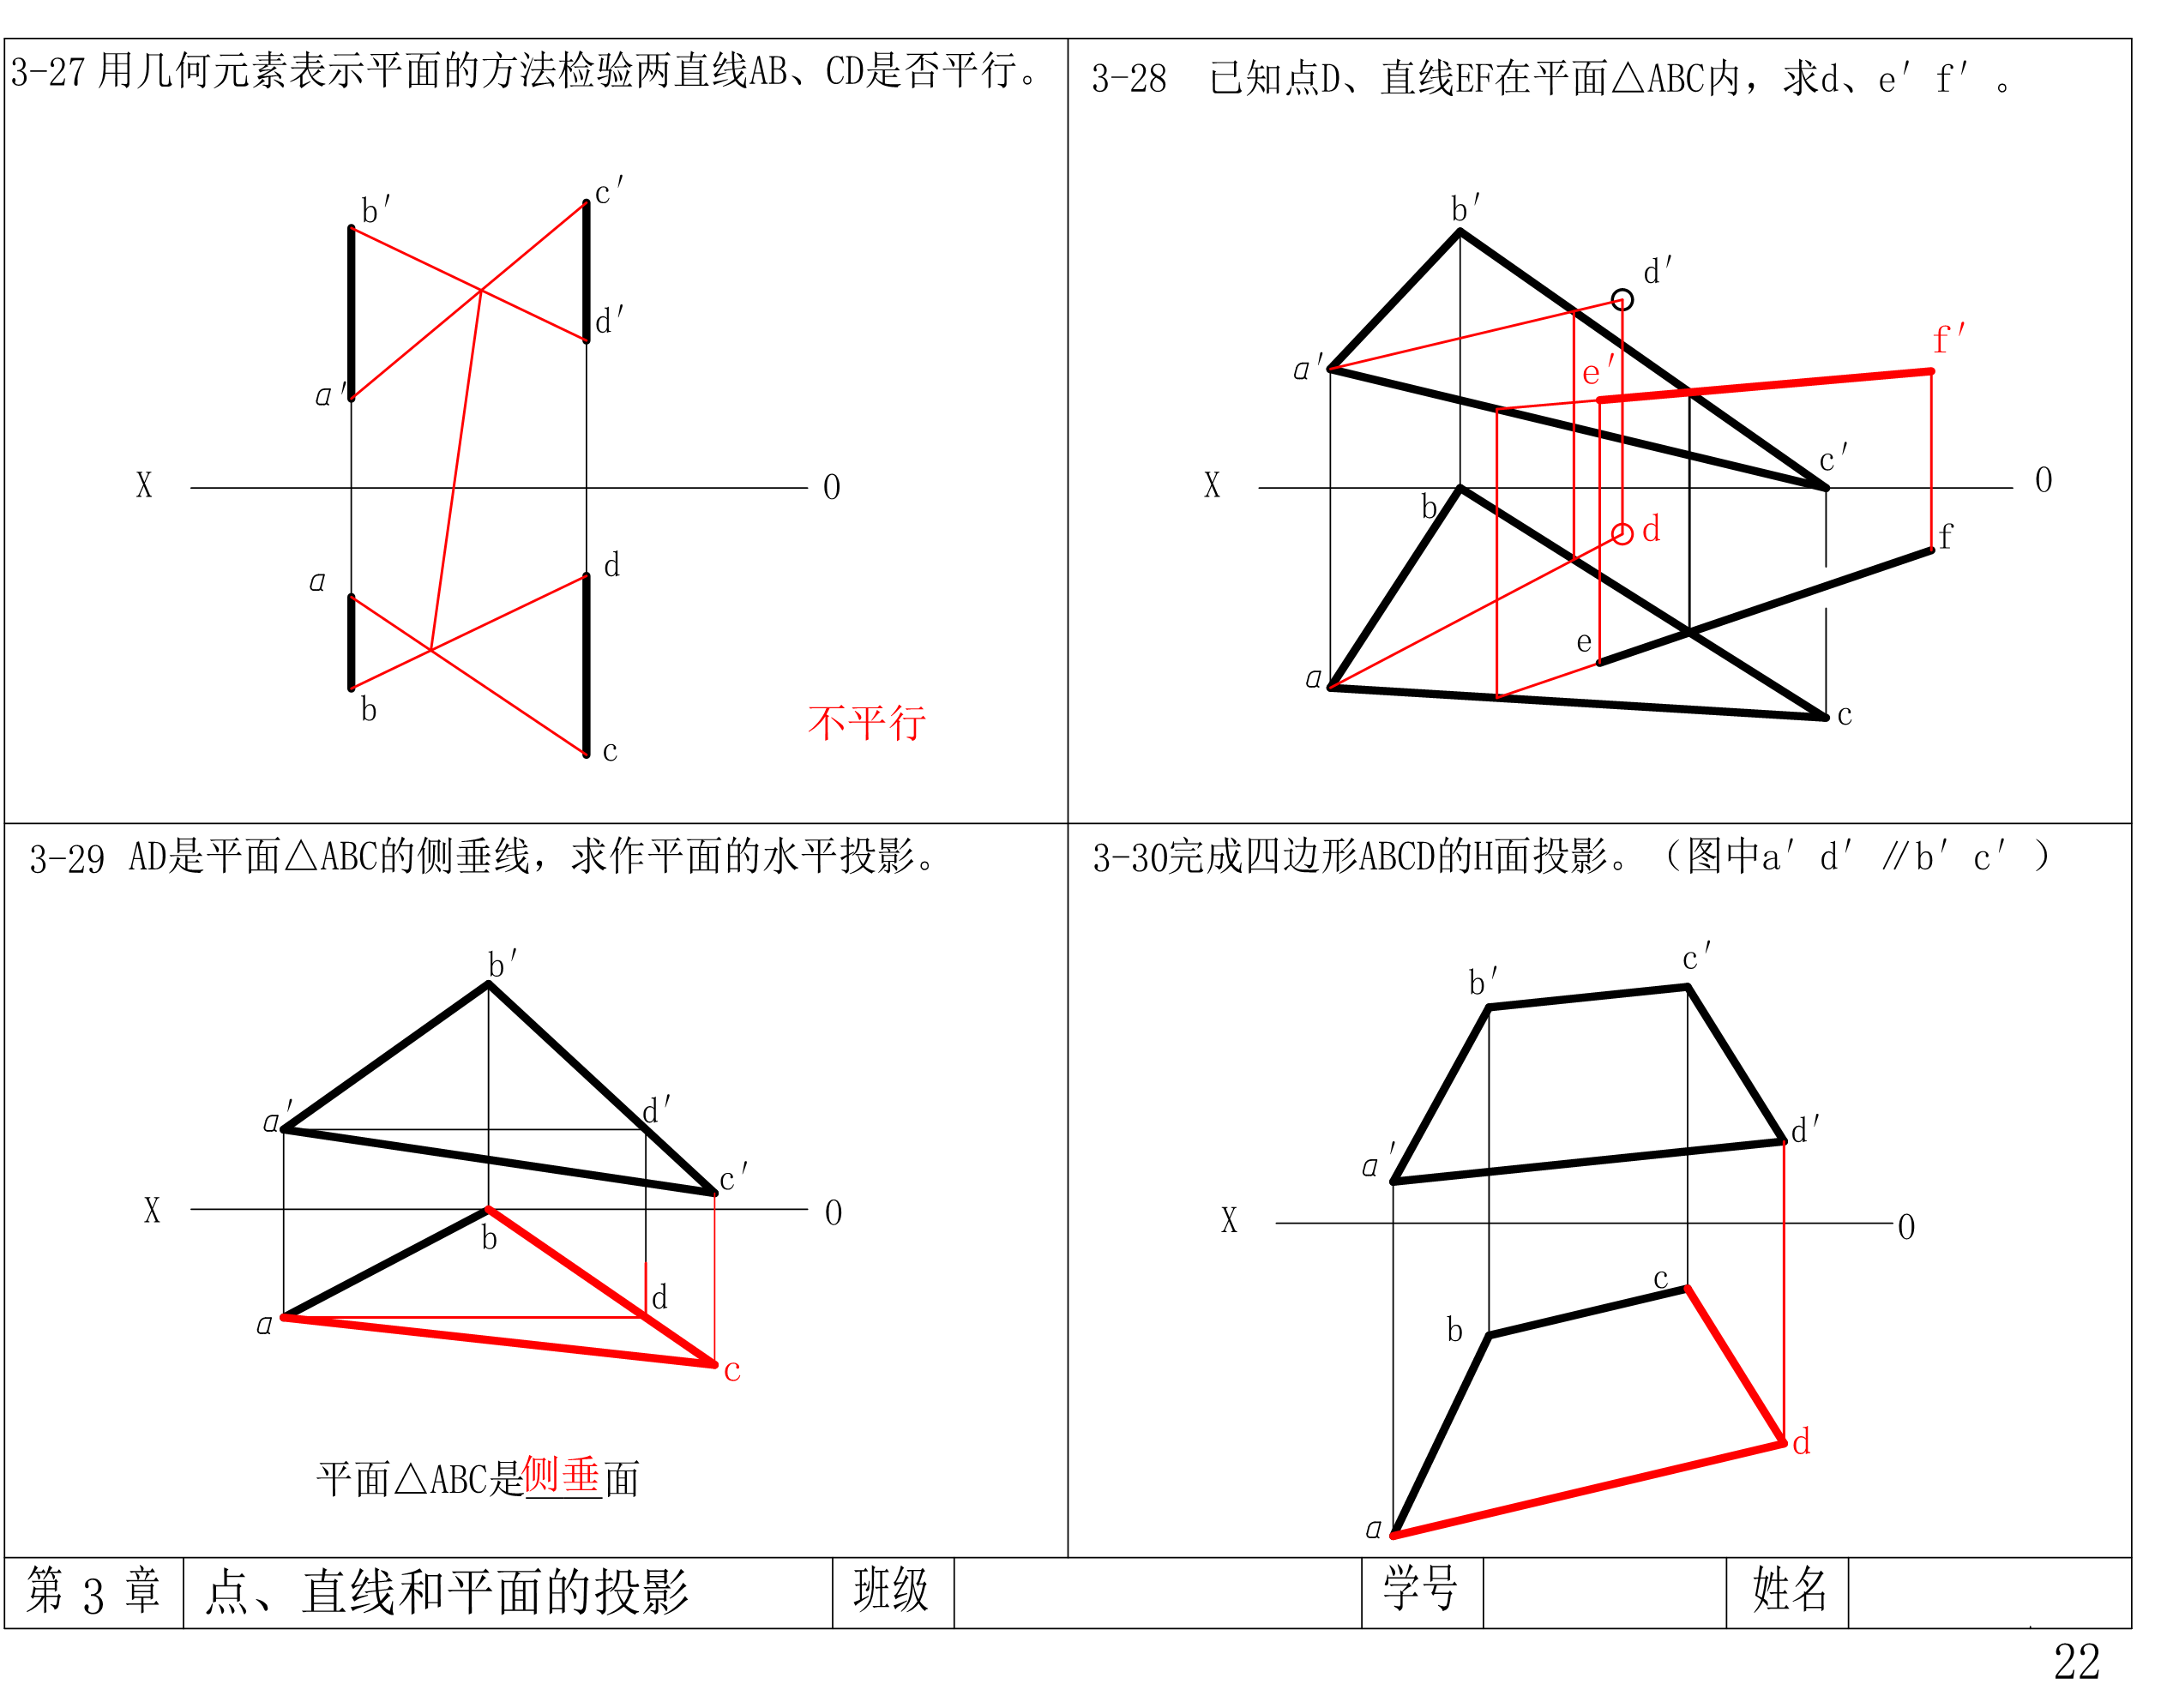 3-27 用几何元素表示平面的方法检验两直线AB、CD是否平行。
b′
c′
d′
a′
X
O
a
d
b
c
不平行
3-28 已知点D、直线EF在平面△ABC内，求d、e′f′。
b′
d′
a′
e′
f′
c′
X
O
b
d
f
e
a
c
3-29 AD是平面△ABC的侧垂线，求作平面的水平投影。
b′
a′
d′
c′
X
O
b
d
a
c
平面△ABC是侧垂面
3-30完成四边形ABCD的H面投影。（图中a′d′∥b′c′）
b′
c′
a′
d′
X
O
c
b
d
a
第 3 章 点、直线和平面的投影 班级 学号 姓名
22